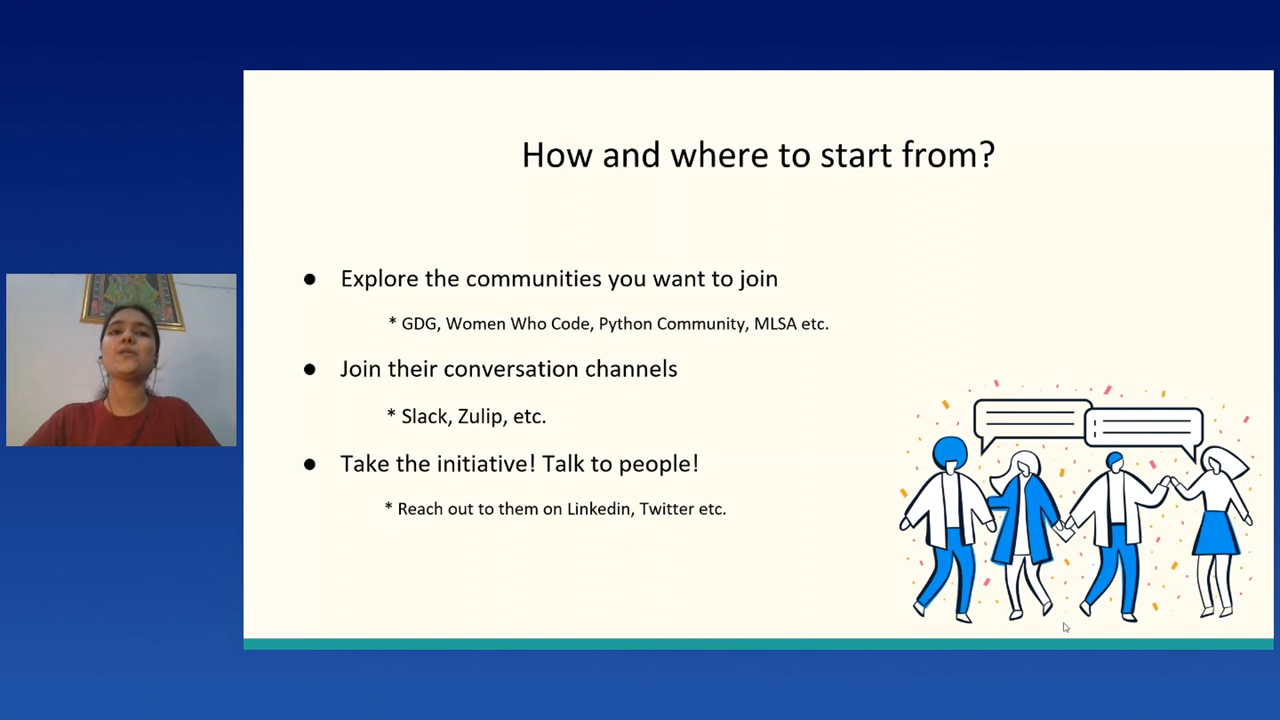 How and where to start from?
● Explore the communities you want to join
* GDG, Women Who Code, Python Community, MLSA etc.
● Join their conversation channels
* Slack, Zulip, etc.
● Take the initiative! Talk to people!
* Reach out to them on Linkedin, Twitter etc.